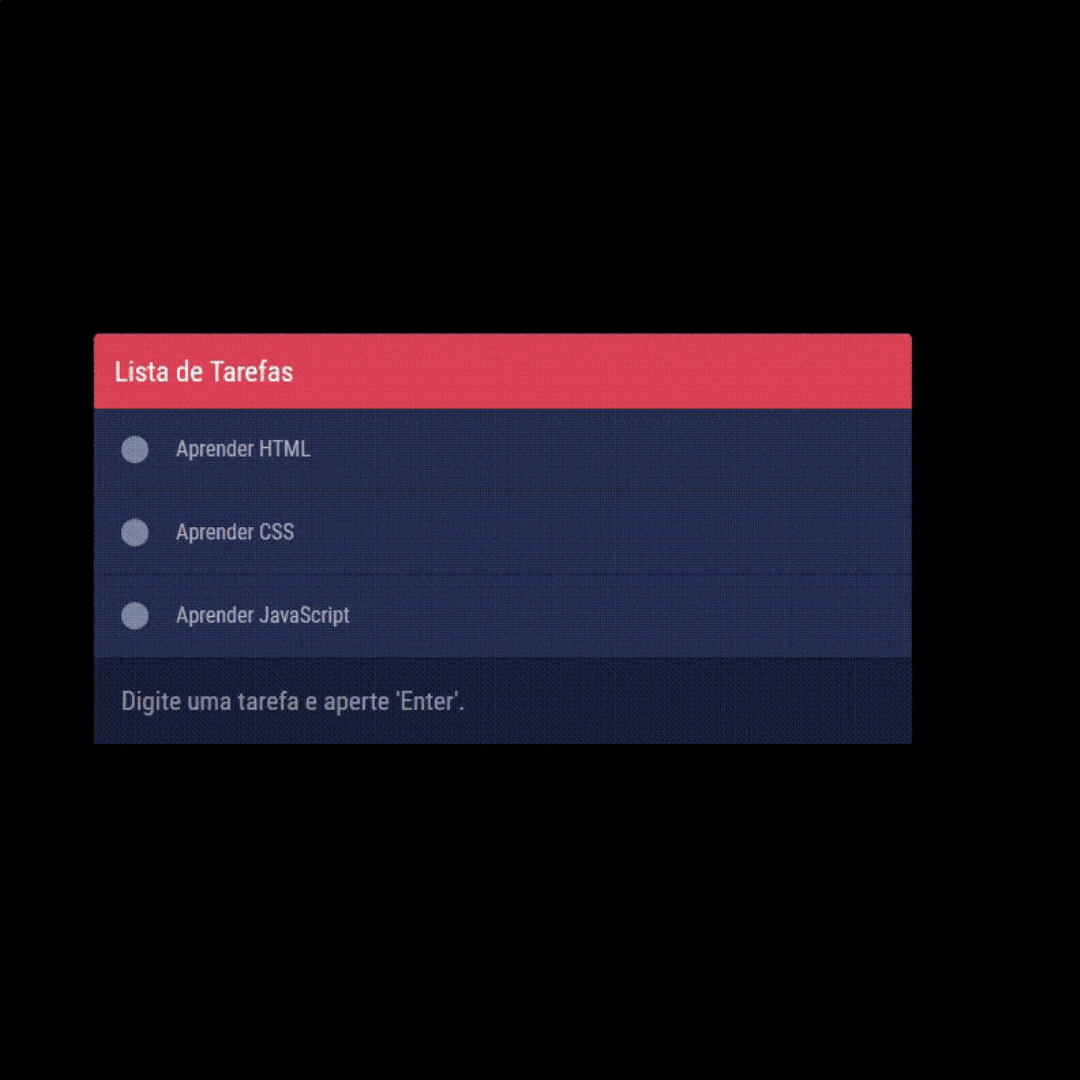 Lista de Tarefas
Aprender HTML
Aprender CSS
Aprender JavaScript
Digite uma tarefa e aperte 'Enter'.